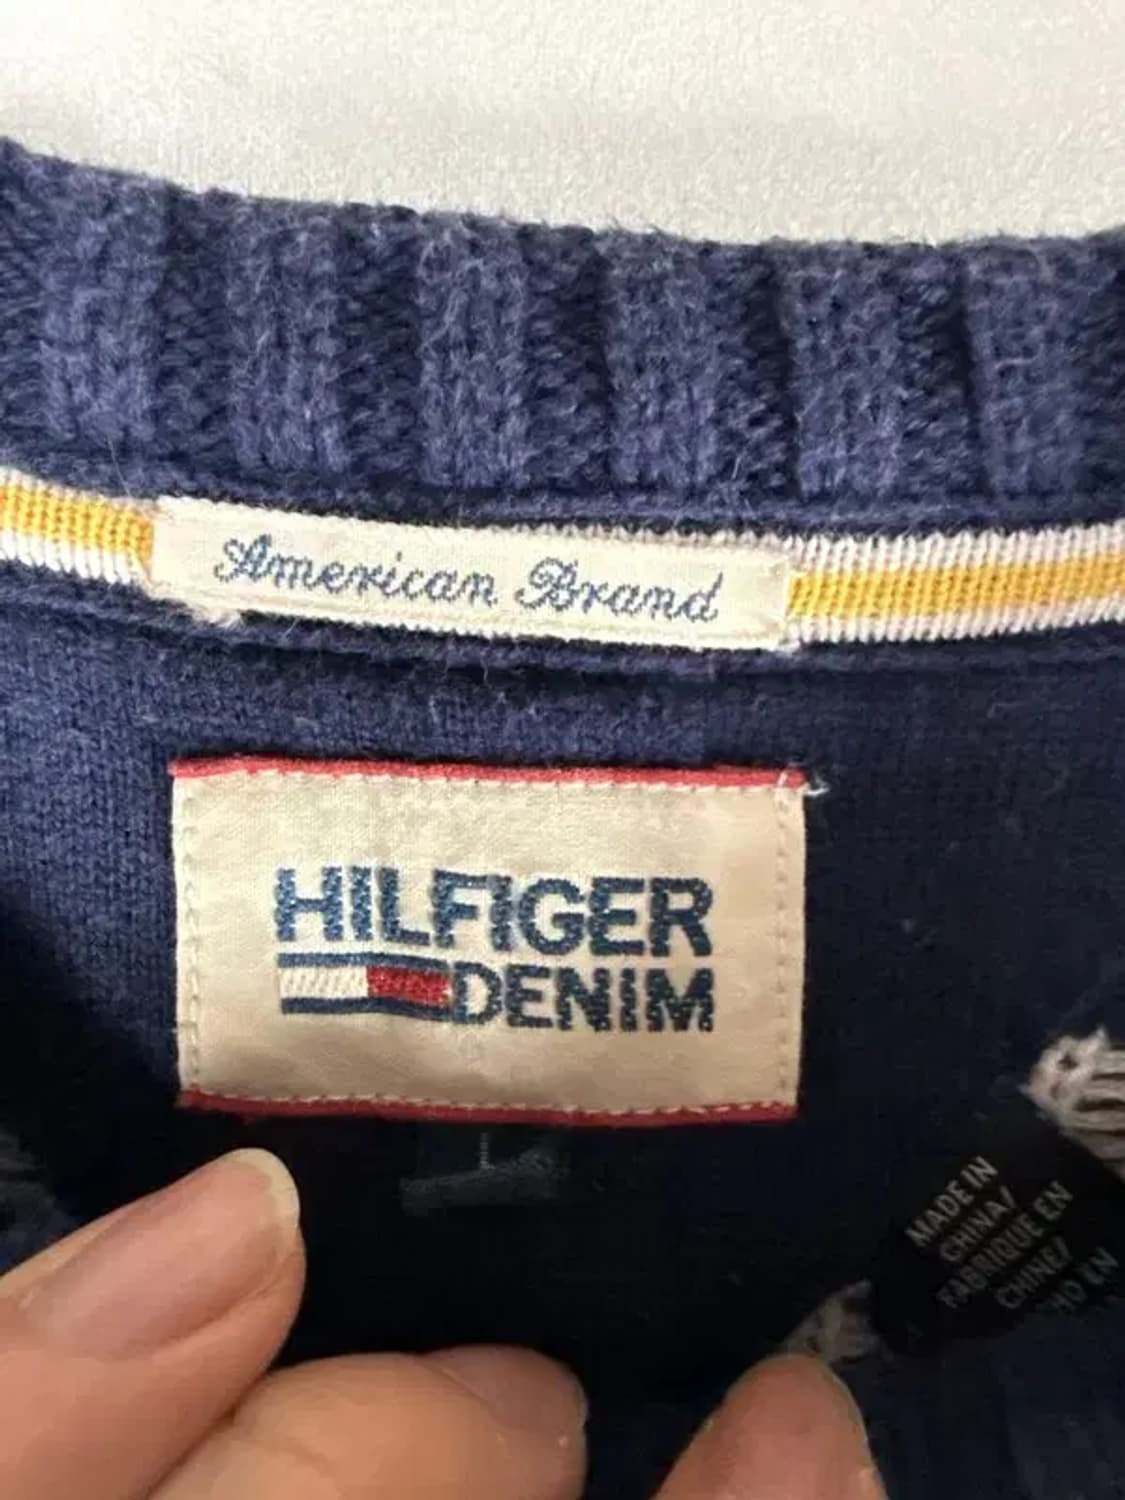 American Brand
HILFIGER
DENIM
L
MADE IN
CHINA/
FABRIQUE EN
CHINE/